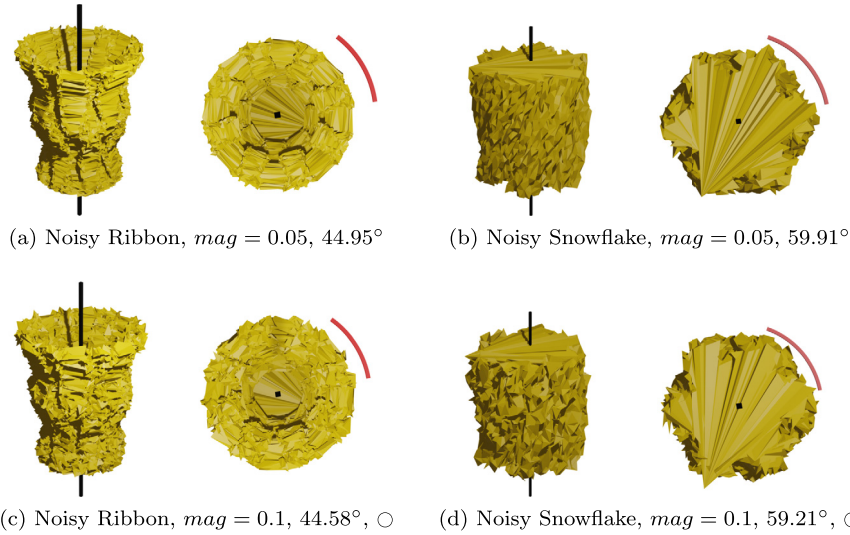 (a) Noisy Ribbon, mag = 0.05, 44.95°
(b) Noisy Snowflake, mag = 0.05, 59.91°
(c) Noisy Ribbon, mag = 0.1, 44.58°, ○
(d) Noisy Snowflake, mag = 0.1, 59.21°, ○